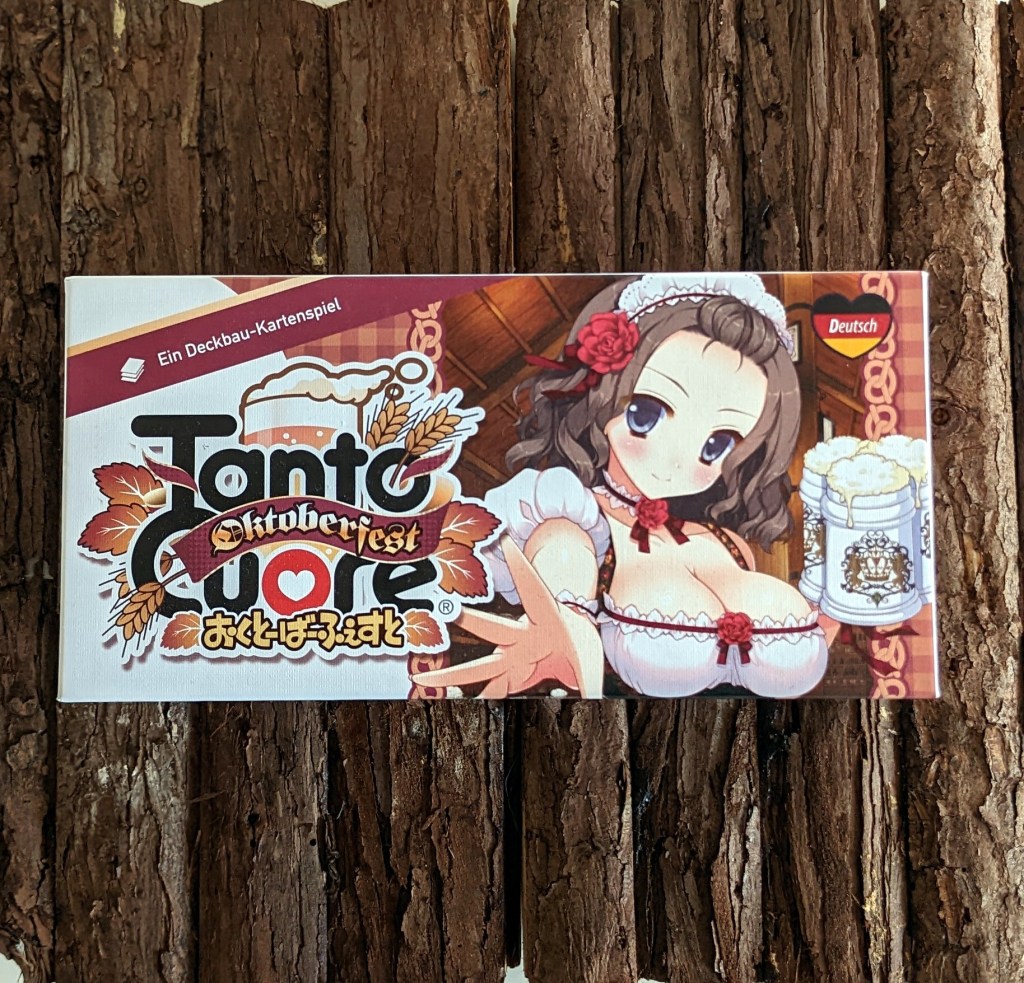 Ein Deckbau-Kartenspiel
Deutsch
Tanto
Oktoberfest
Cuore®
おくとーばーふぇすと